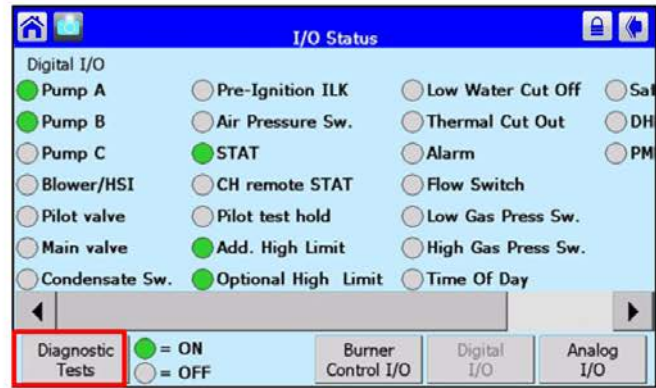 I/O Status
Digital I/O
Pump A Pre-Ignition ILK Low Water Cut Off Sat
Pump B Air Pressure Sw. Thermal Cut Out DH
Pump C STAT Alarm PM
Blower/HSI CH remote STAT Flow Switch
Pilot valve Pilot test hold Low Gas Press Sw.
Main valve Add. High Limit High Gas Press Sw.
Condensate Sw. Optional High Limit Time Of Day
Diagnostic = ON Burner Digital Analog
Tests = OFF Control I/O I/O I/O